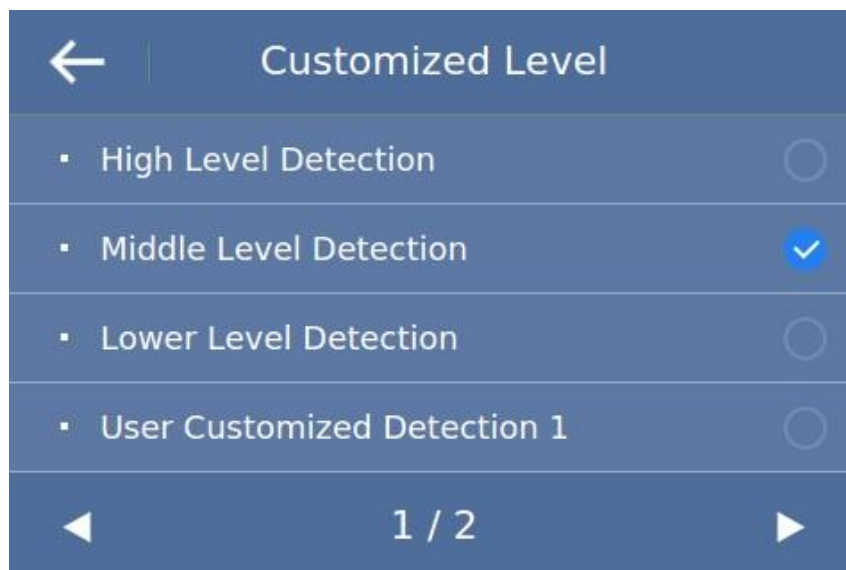 Customized Level
High Level Detection
Middle Level Detection
Lower Level Detection
User Customized Detection 1
1 / 2